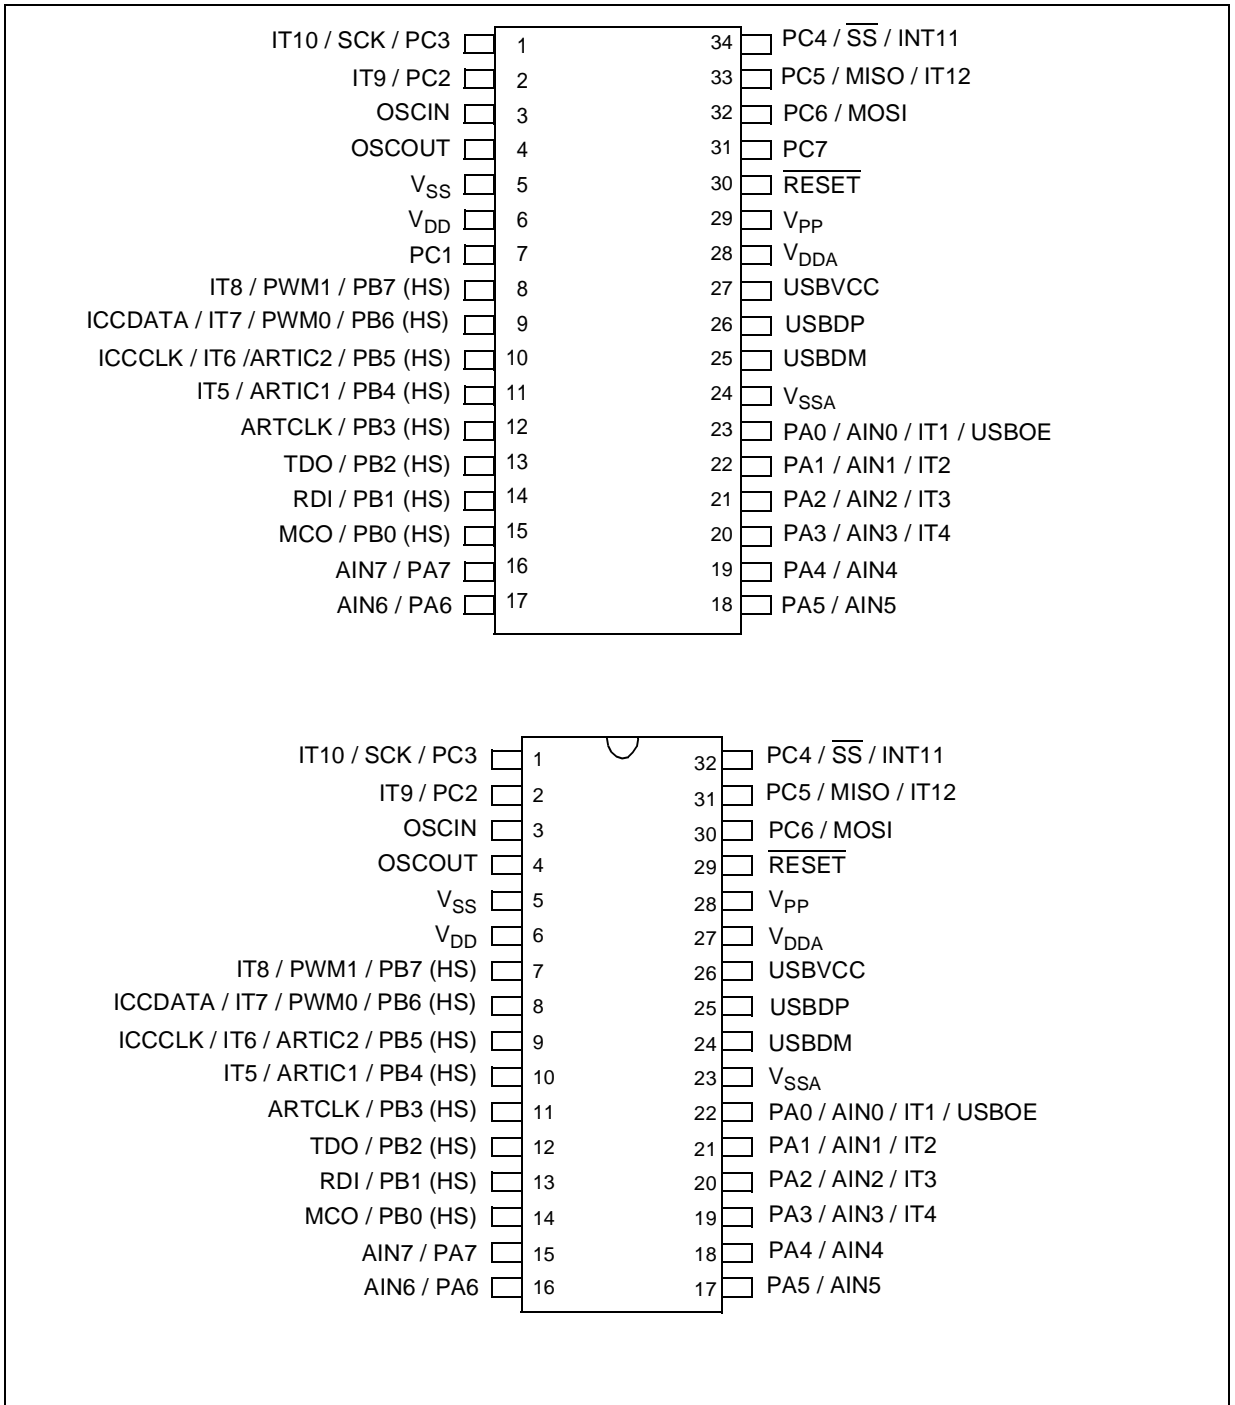 IT10 / SCK / PC3 1 34 PC4 / SS / INT11
IT9 / PC2 2 33 PC5 / MISO / IT12
OSCIN 3 32 PC6 / MOSI
OSCOUT 4 31 PC7
VSS 5 30 RESET
VDD 6 29 VPP
PC1 7 28 VDDA
IT8 / PWM1 / PB7 (HS) 8 27 USBVCC
ICCDATA / IT7 / PWM0 / PB6 (HS) 9 26 USBDP
ICCCLK / IT6 /ARTIC2 / PB5 (HS) 10 25 USBDM
IT5 / ARTIC1 / PB4 (HS) 11 24 VSSA
ARTCLK / PB3 (HS) 12 23 PA0 / AIN0 / IT1 / USBOE
TDO / PB2 (HS) 13 22 PA1 / AIN1 / IT2
RDI / PB1 (HS) 14 21 PA2 / AIN2 / IT3
MCO / PB0 (HS) 15 20 PA3 / AIN3 / IT4
AIN7 / PA7 16 19 PA4 / AIN4
AIN6 / PA6 17 18 PA5 / AIN5
IT10 / SCK / PC3 1 32 PC4 / SS / INT11
IT9 / PC2 2 31 PC5 / MISO / IT12
OSCIN 3 30 PC6 / MOSI
OSCOUT 4 29 RESET
VSS 5 28 VPP
VDD 6 27 VDDA
IT8 / PWM1 / PB7 (HS) 7 26 USBVCC
ICCDATA / IT7 / PWM0 / PB6 (HS) 8 25 USBDP
ICCCLK / IT6 / ARTIC2 / PB5 (HS) 9 24 USBDM
IT5 / ARTIC1 / PB4 (HS) 10 23 VSSA
ARTCLK / PB3 (HS) 11 22 PA0 / AIN0 / IT1 / USBOE
TDO / PB2 (HS) 12 21 PA1 / AIN1 / IT2
RDI / PB1 (HS) 13 20 PA2 / AIN2 / IT3
MCO / PB0 (HS) 14 19 PA3 / AIN3 / IT4
AIN7 / PA7 15 18 PA4 / AIN4
AIN6 / PA6 16 17 PA5 / AIN5